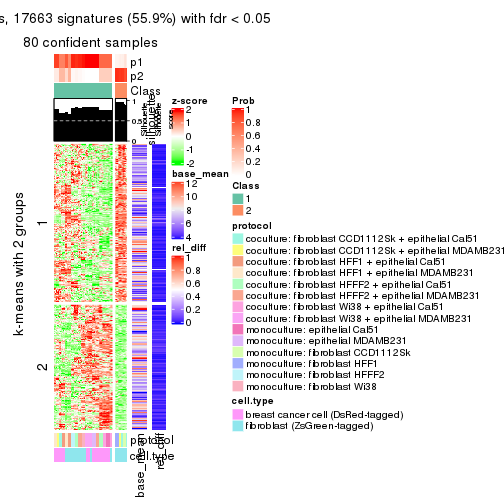 s, 17663 signatures (55.9%) with fdr < 0.05
80 confident samples
p1
p2
Class
1
0.5
0
silhouette
score
k-means with 2 groups
1
2
protocol
cell.type
base_mean
rel_diff
z-score
2
1
0
-1
-2
base_mean
12
10
8
6
4
rel_diff
1
0.8
0.6
0.4
0.2
0
Prob
1
0.8
0.6
0.4
0.2
0
Class
1
2
protocol
coculture: fibroblast CCD1112Sk + epithelial Cal51
coculture: fibroblast CCD1112Sk + epithelial MDAMB231
coculture: fibroblast HFF1 + epithelial Cal51
coculture: fibroblast HFF1 + epithelial MDAMB231
coculture: fibroblast HFFF2 + epithelial Cal51
coculture: fibroblast HFFF2 + epithelial MDAMB231
coculture: fibroblast Wi38 + epithelial Cal51
coculture: fibroblast Wi38 + epithelial MDAMB231
monoculture: epithelial Cal51
monoculture: epithelial MDAMB231
monoculture: fibroblast CCD1112Sk
monoculture: fibroblast HFF1
monoculture: fibroblast HFFF2
monoculture: fibroblast Wi38
cell.type
breast cancer cell (DsRed-tagged)
fibroblast (ZsGreen-tagged)